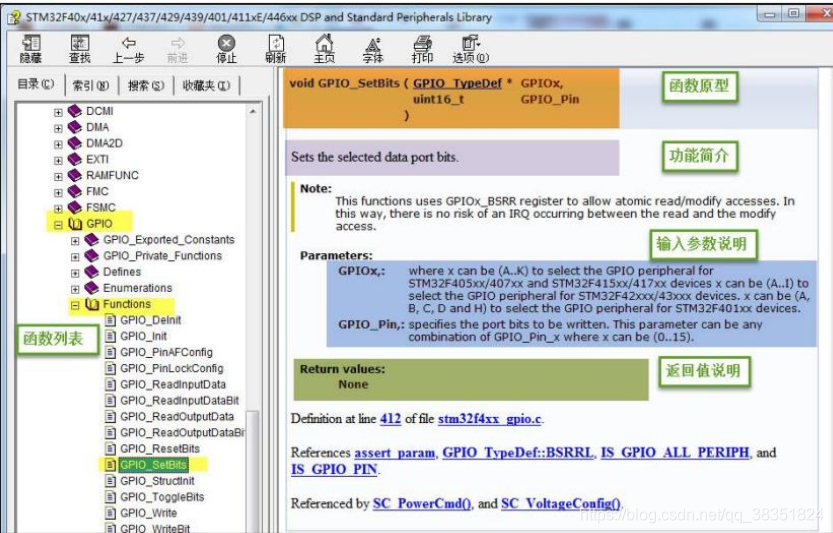 STM32F40x/41x/427/437/429/439/401/411xE/446xx DSP and Standard Peripherals Library
隐藏 查找 上一步 前进 停止 刷新 主页 字体 打印 选项(O)
目录(C) 索引(N) 搜索(S) 收藏夹(I)
DCMI
DMA
DMA2D
EXTI
RAMFUNC
FMC
FSMC
GPIO
GPIO_Exported_Constants
GPIO_Private_Functions
Defines
Enumerations
Functions
GPIO_DeInit
GPIO_Init
GPIO_PinAFConfig
GPIO_PinLockConfig
GPIO_ReadInputData
GPIO_ReadInputDataBit
GPIO_ReadOutputData
GPIO_ReadOutputDataBi
GPIO_ResetBits
GPIO_SetBits
GPIO_StructInit
GPIO_ToggleBits
GPIO_Write
GPIO_WriteBit
函数列表
void GPIO_SetBits ( GPIO_TypeDef * GPIOx,
uint16_t GPIO_Pin
)
函数原型
Sets the selected data port bits.
功能简介
Note:
This functions uses GPIOx_BSRR register to allow atomic read/modify accesses. In
this way, there is no risk of an IRQ occurring between the read and the modify
access.
输入参数说明
Parameters:
GPIOx,: where x can be (A..K) to select the GPIO peripheral for
STM32F405xx/407xx and STM32F415xx/417xx devices x can be (A..I) to
select the GPIO peripheral for STM32F42xxx/43xxx devices. x can be (A,
B, C, D and H) to select the GPIO peripheral for STM32F401xx devices.
GPIO_Pin,: specifies the port bits to be written. This parameter can be any
combination of GPIO_Pin_x where x can be (0..15).
Return values:
None
返回值说明
Definition at line 412 of file stm32f4xx_gpio.c.
References assert_param, GPIO_TypeDef::BSRRL, IS_GPIO_ALL_PERIPH, and
IS_GPIO_PIN.
Referenced by SC_PowerCmd(), and SC_VoltageConfig().
https://blog.csdn.net/qq_38351824